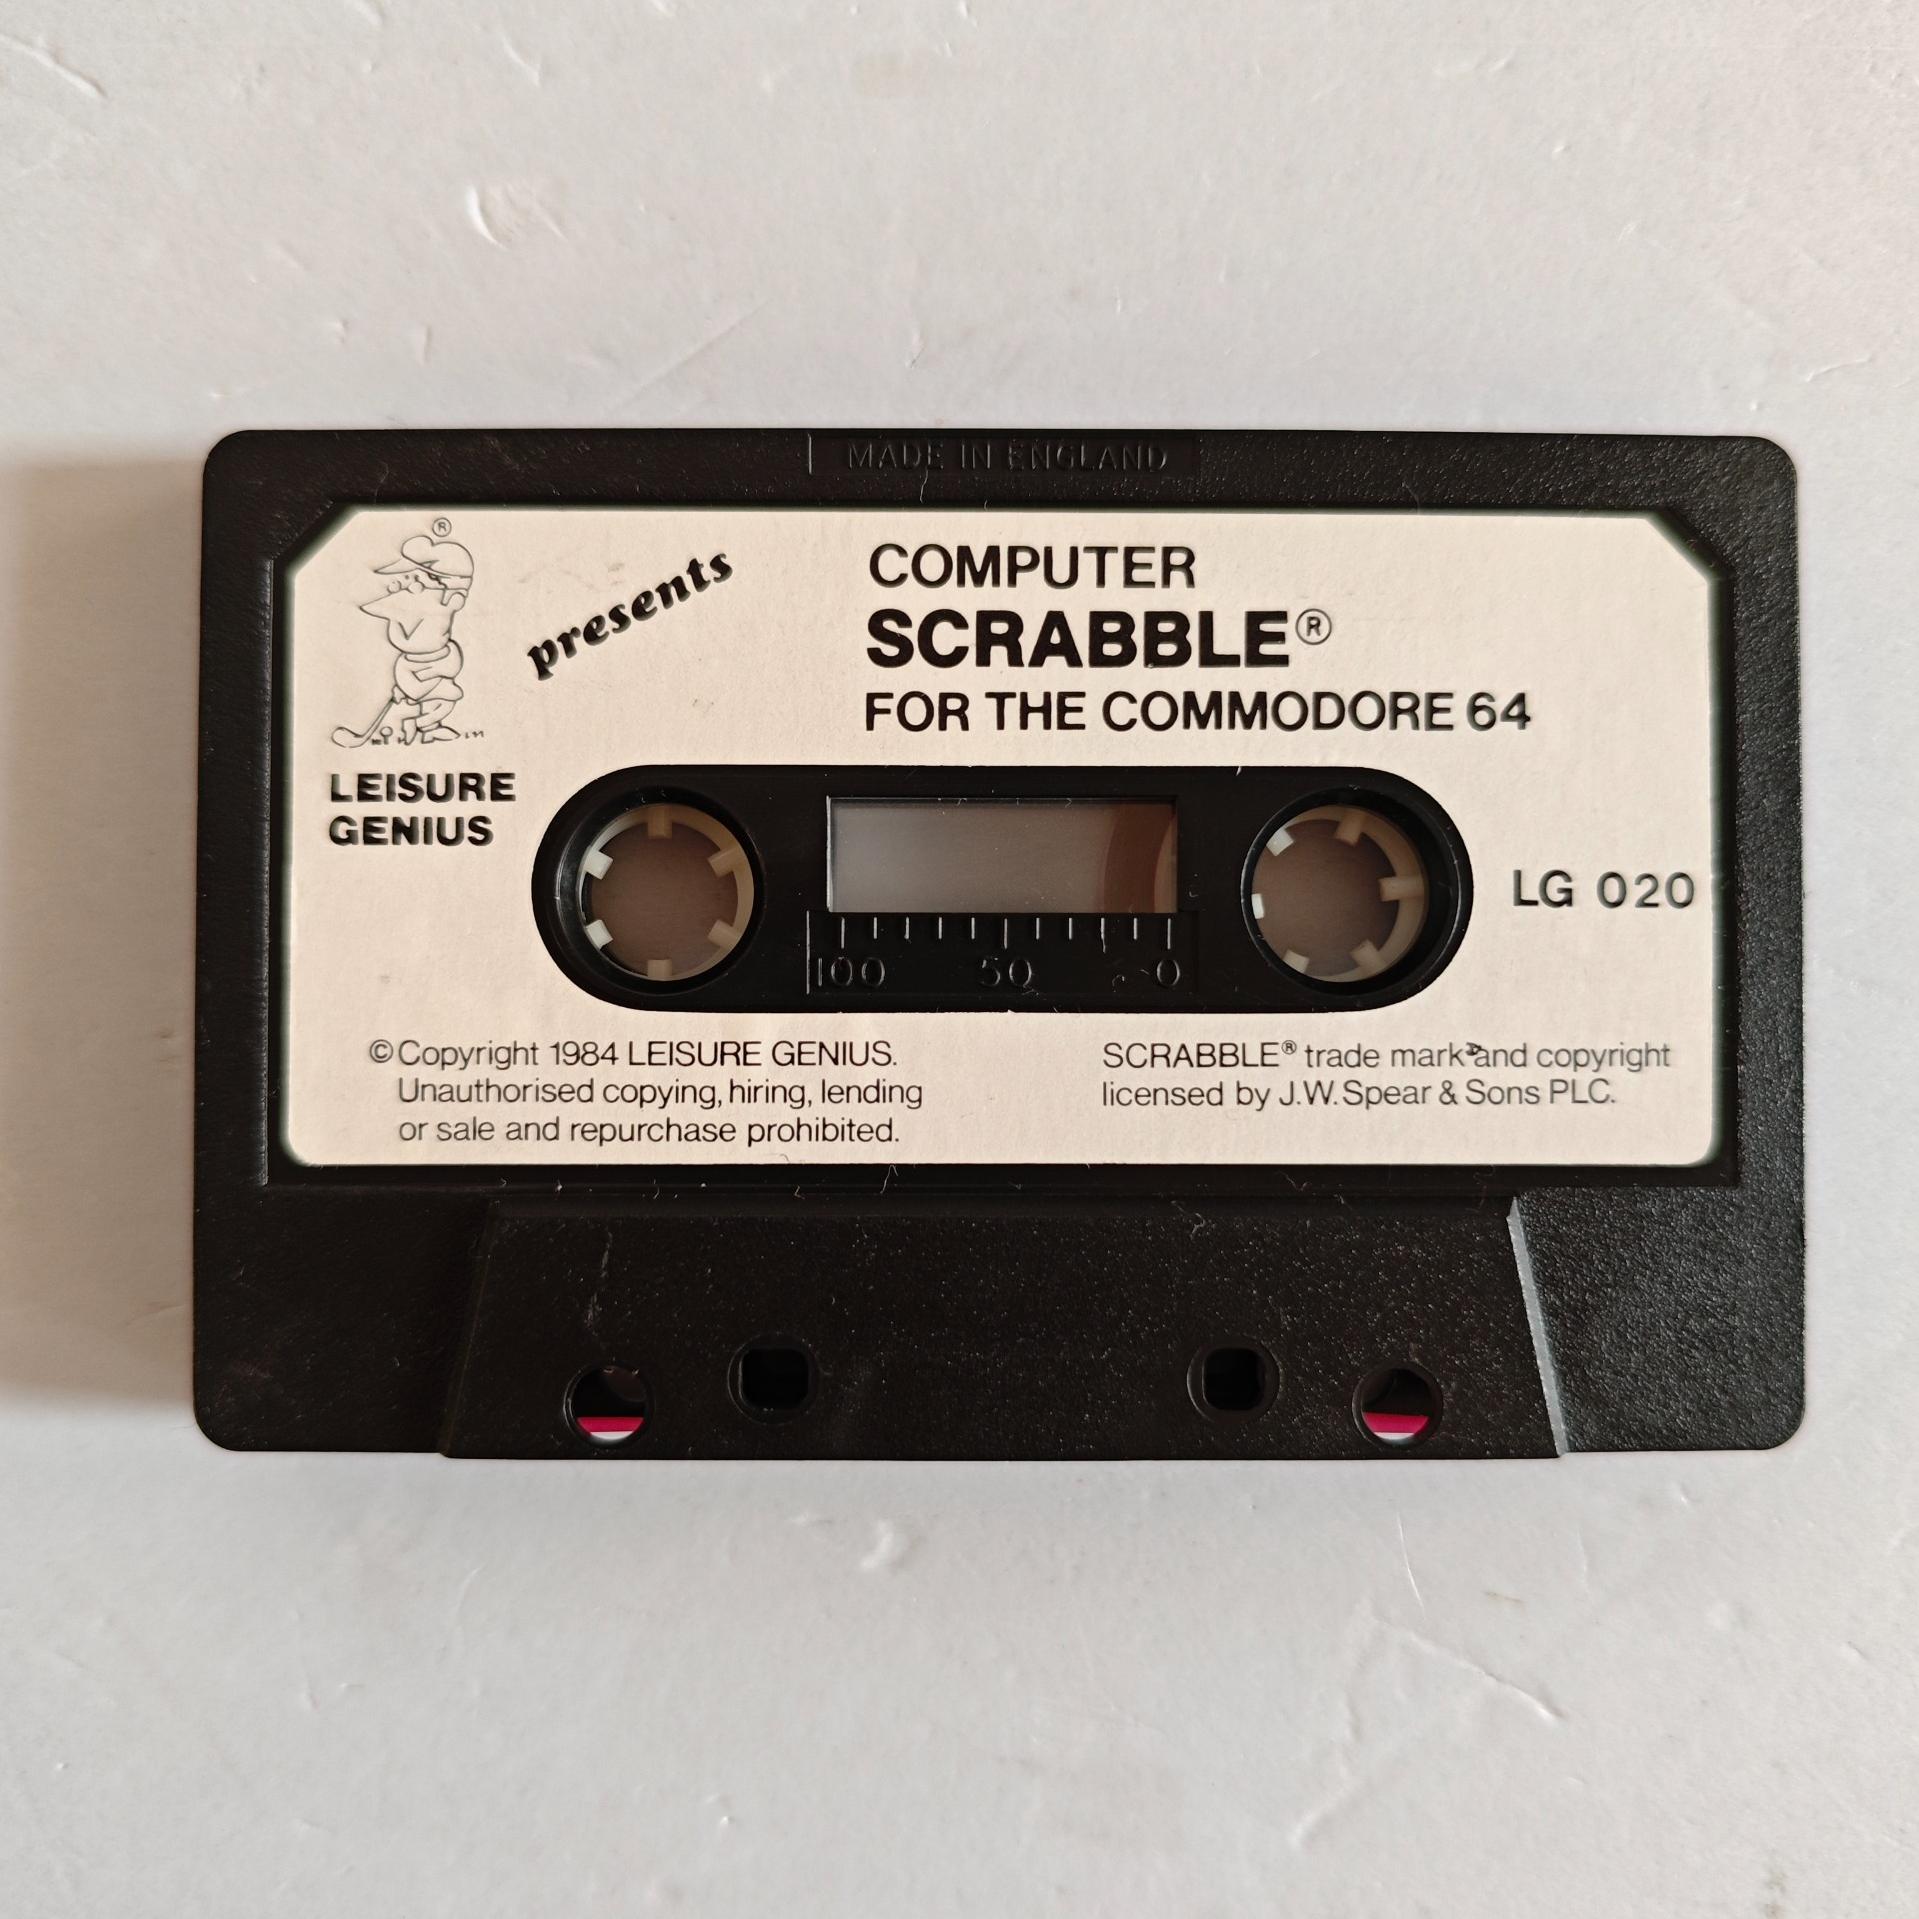 MADE IN ENGLAND
®
presents
LEISURE
GENIUS
COMPUTER
SCRABBLE®
FOR THE COMMODORE 64
LG 020
100 50 0
© Copyright 1984 LEISURE GENIUS.
Unauthorised copying, hiring, lending
or sale and repurchase prohibited.
SCRABBLE® trade mark and copyright
licensed by J.W. Spear & Sons PLC.